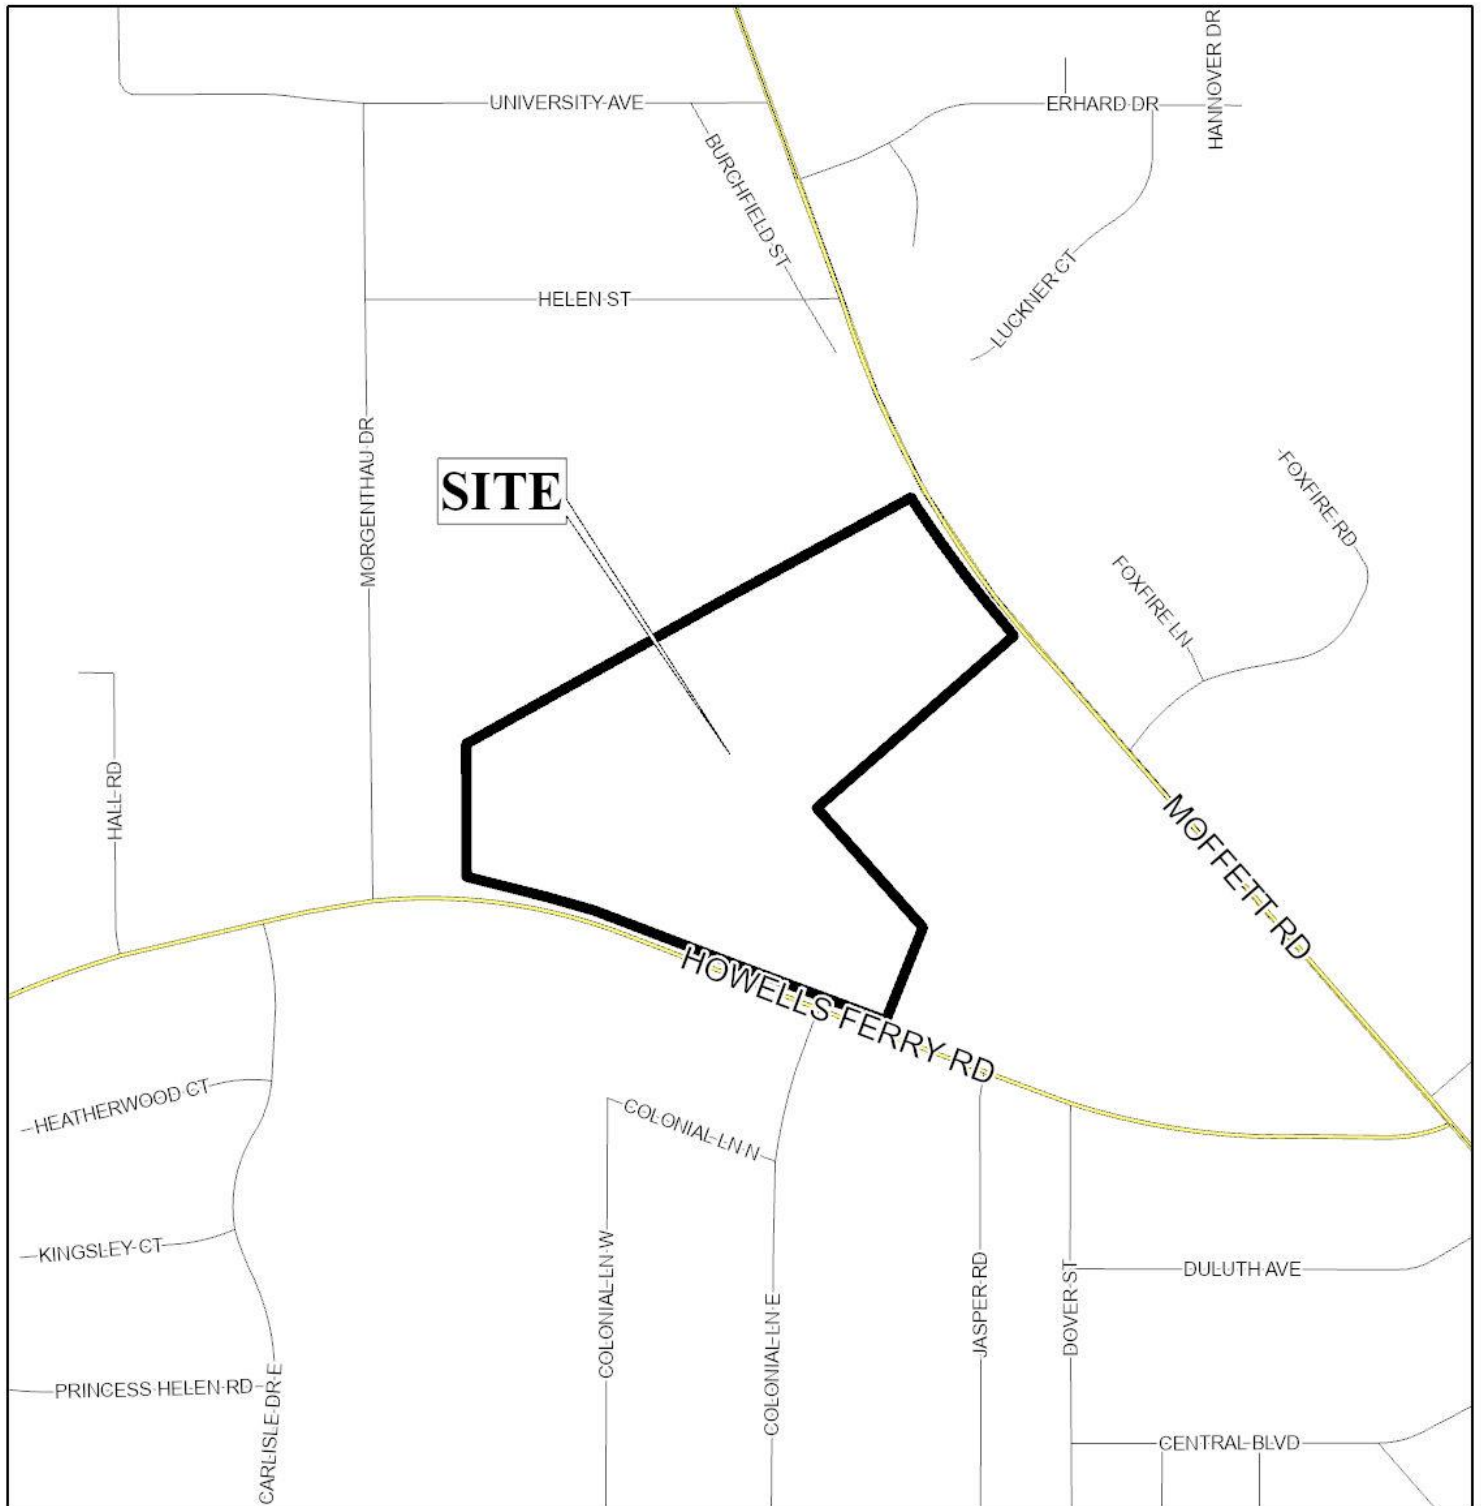 HANNOVER DR
UNIVERSITY AVE
ERHARD DR
BURCHFIELD ST
HELEN ST
LUCKNER CT
MORGENTHAU DR
SITE
FOXFIRE RD
FOXFIRE LN
HALL RD
MOFFETT RD
HOWELLS FERRY RD
HEATHERWOOD CT
COLONIAL LN N
KINGSLEY CT
COLONIAL LN W
COLONIAL LN E
JASPER RD
DOVER ST
DULUTH AVE
PRINCESS HELEN RD
CARLISLE DR E
CENTRAL BLVD